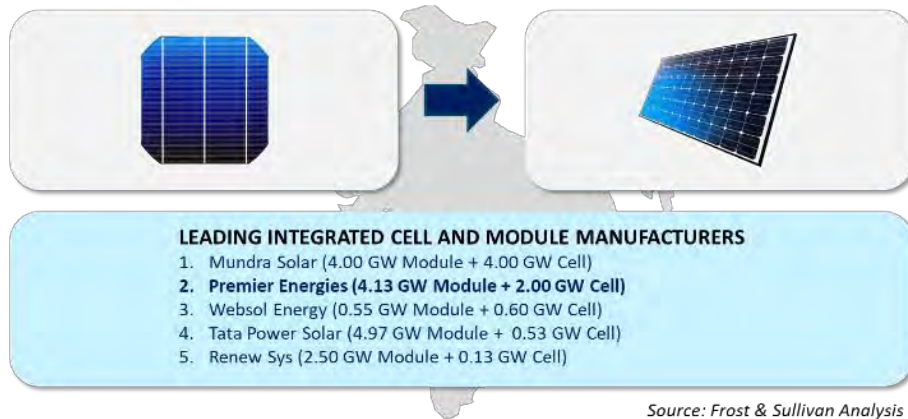 LEADING INTEGRATED CELL AND MODULE MANUFACTURERS
1. Mundra Solar (4.00 GW Module + 4.00 GW Cell)
2. Premier Energies (4.13 GW Module + 2.00 GW Cell)
3. Websol Energy (0.55 GW Module + 0.60 GW Cell)
4. Tata Power Solar (4.97 GW Module + 0.53 GW Cell)
5. Renew Sys (2.50 GW Module + 0.13 GW Cell)
Source: Frost & Sullivan Analysis